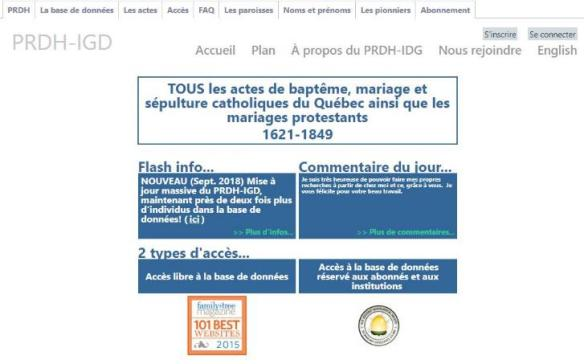 PRDH La base de données Les actes Accès FAQ Les paroisses Noms et prénoms Les pionniers Abonnement
S'inscrire Se connecter
PRDH-IGD
Accueil Plan À propos du PRDH-IDG Nous rejoindre English
TOUS les actes de baptême, mariage et
sépulture catholiques du Québec ainsi que les
mariages protestants
1621-1849
Flash info...
NOUVEAU (Sept. 2018) Mise à
jour massive du PRDH-IGD,
maintenant près de deux fois plus
d'individus dans la base de
données! ( ici )
>> Plus d'infos...
Commentaire du jour...
Je suis très heureuse de pouvoir faire mes propres
recherches à partir de chez moi et ce, grâce à vous. Je
vous félicite pour votre beau travail.
>> Plus de commentaires...
2 types d'accès...
Accès libre à la base de données
Accès à la base de données
réservé aux abonnés et aux
institutions
family tree
magazine
101 BEST
WEBSITES
2015